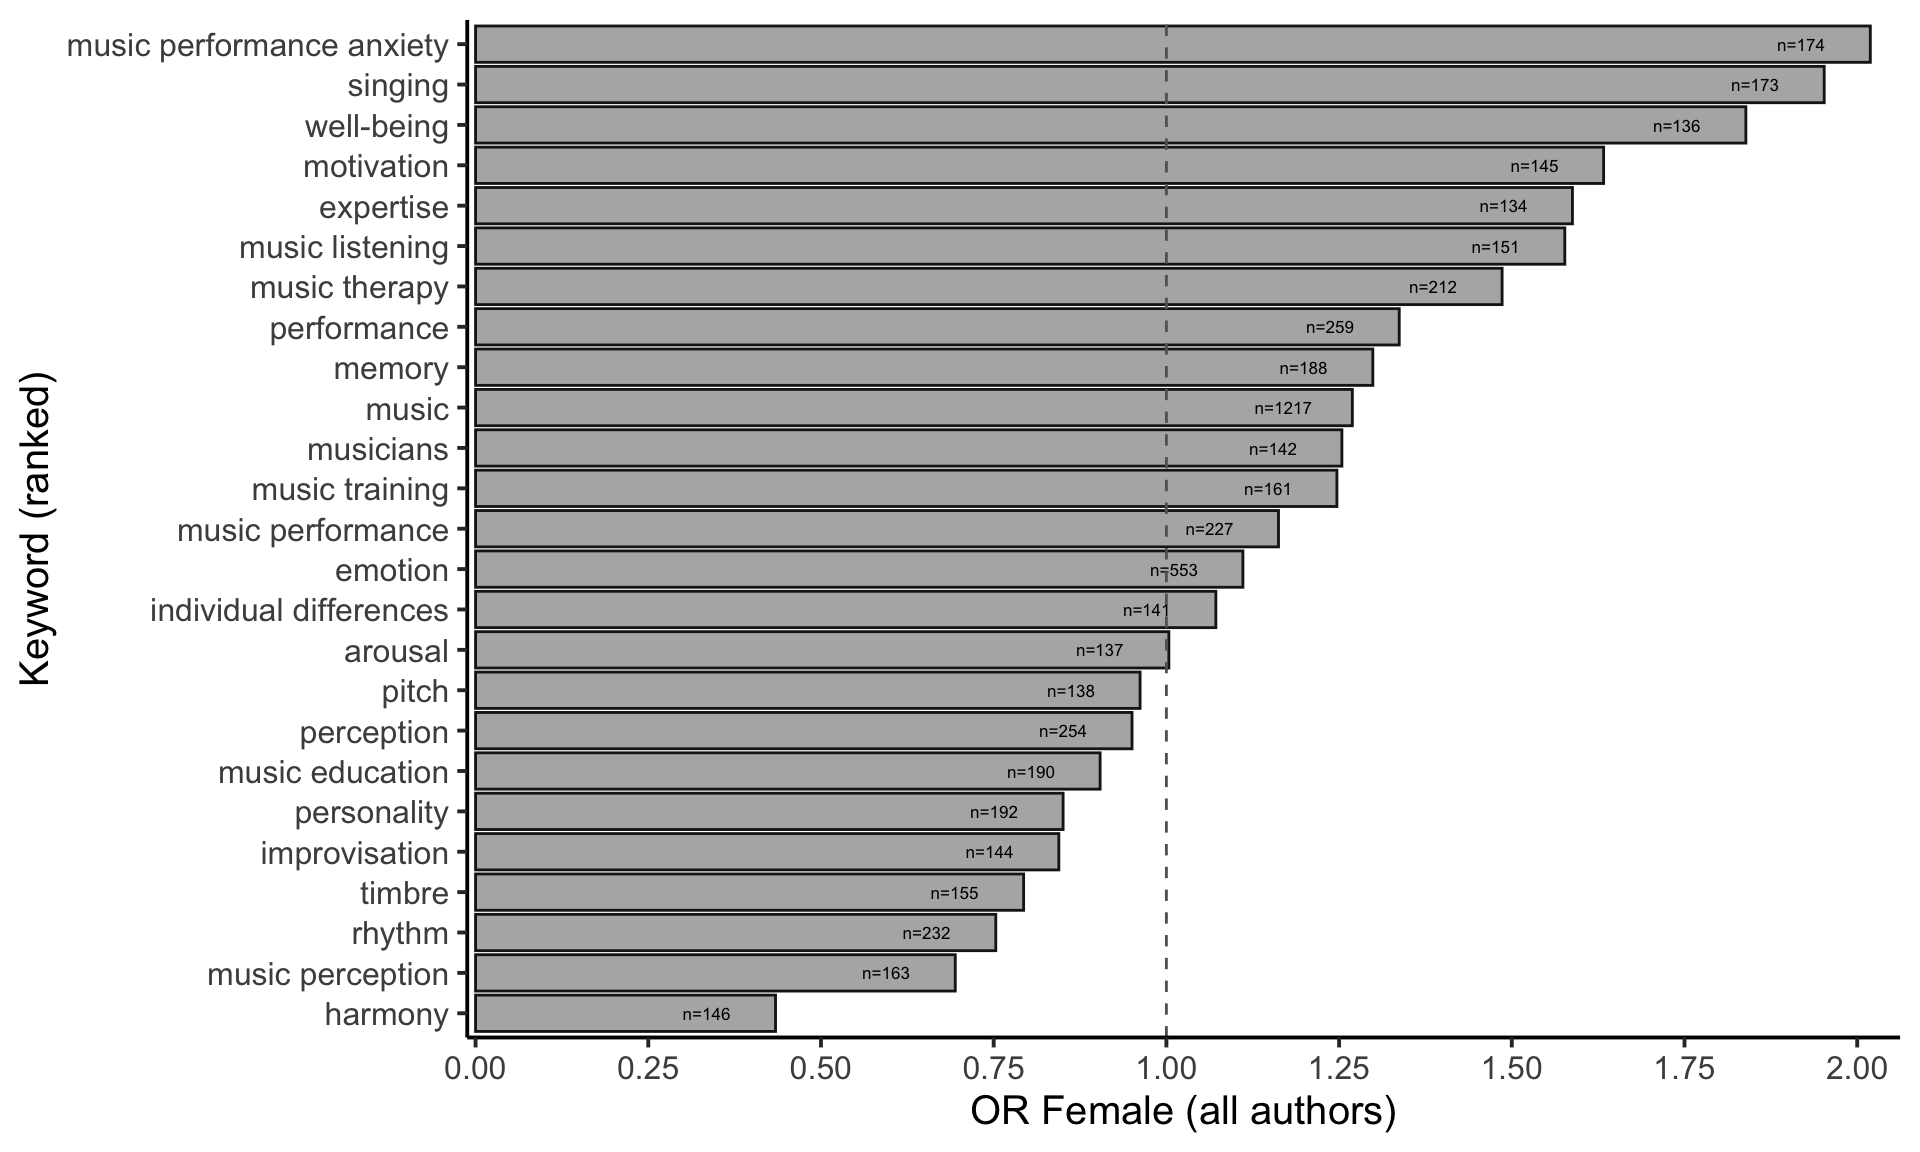 music performance anxiety n=174
singing n=173
well-being n=136
motivation n=145
expertise n=134
music listening n=151
music therapy n=212
performance n=259
memory n=188
music n=1217
musicians n=142
music training n=161
music performance n=227
emotion n=553
individual differences n=141
arousal n=137
pitch n=138
perception n=254
music education n=190
personality n=192
improvisation n=144
timbre n=155
rhythm n=232
music perception n=163
harmony n=146
Keyword (ranked)
0.00 0.25 0.50 0.75 1.00 1.25 1.50 1.75 2.00
OR Female (all authors)